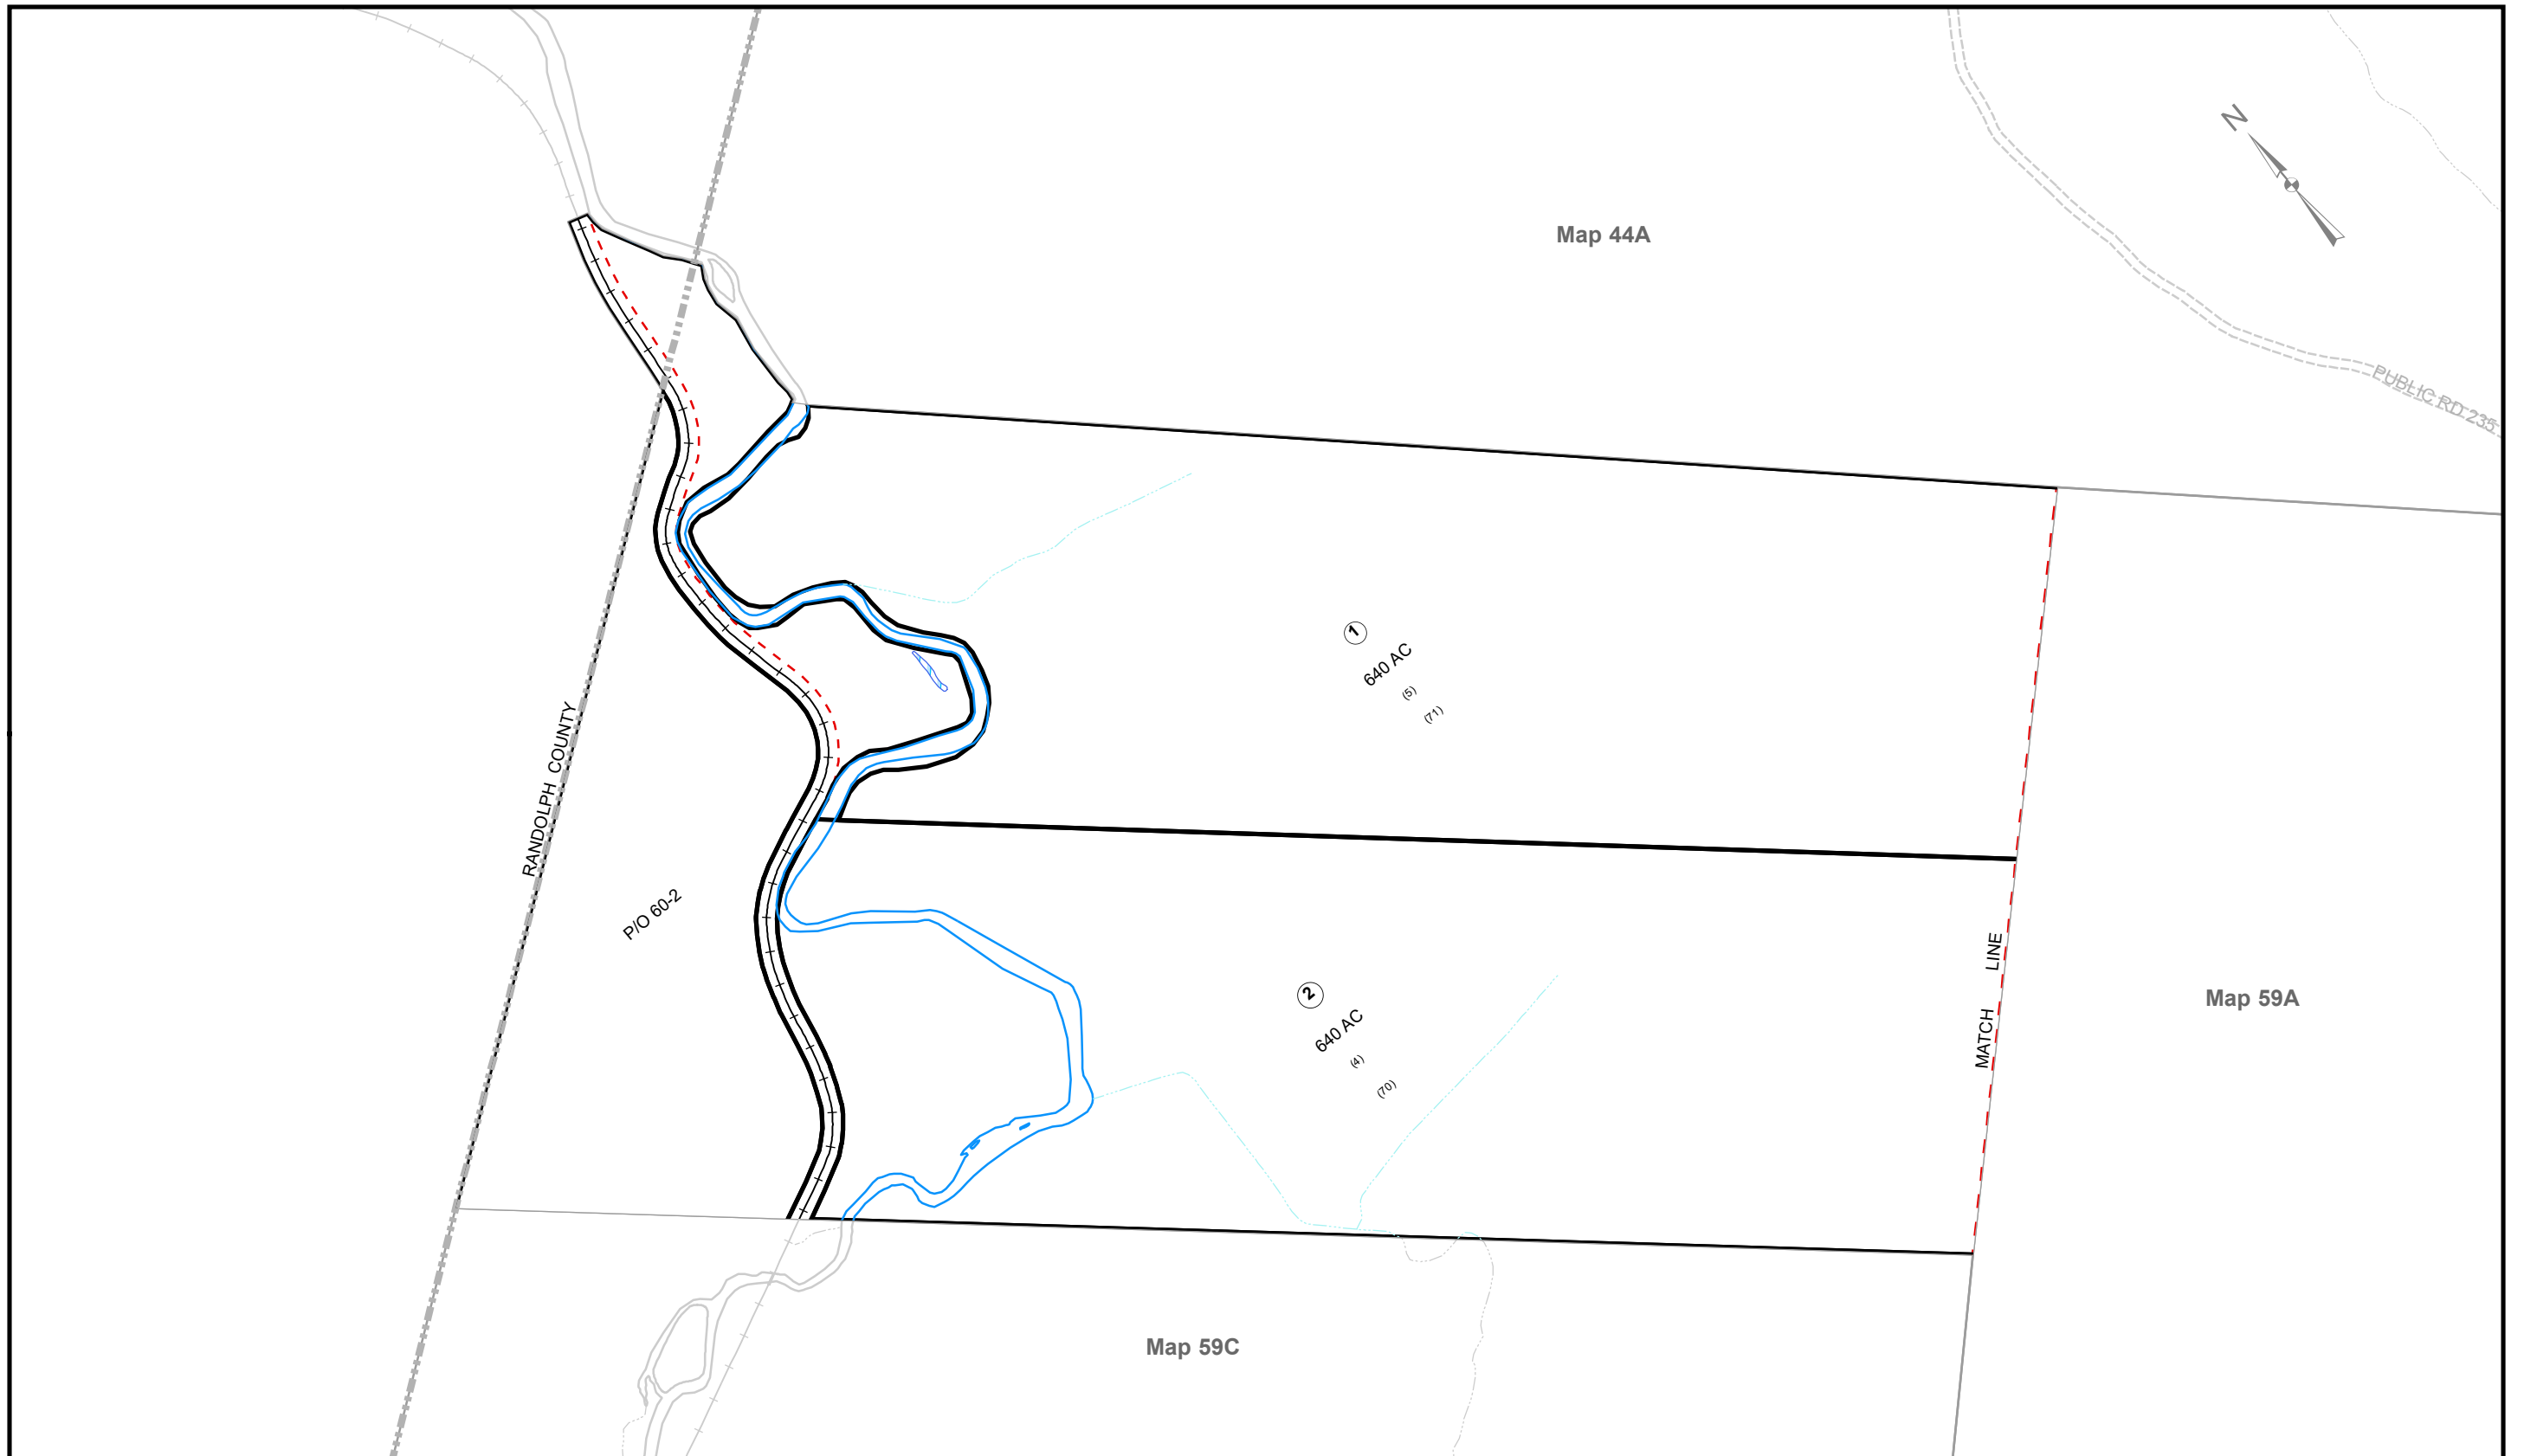 N
Map 44A
PUBLIC RD 235
1
640 AC
(5)
(71)
RANDOLPH COUNTY
P/O 60-2
MATCH LINE
2
640 AC
(4)
(70)
Map 59A
Map 59C